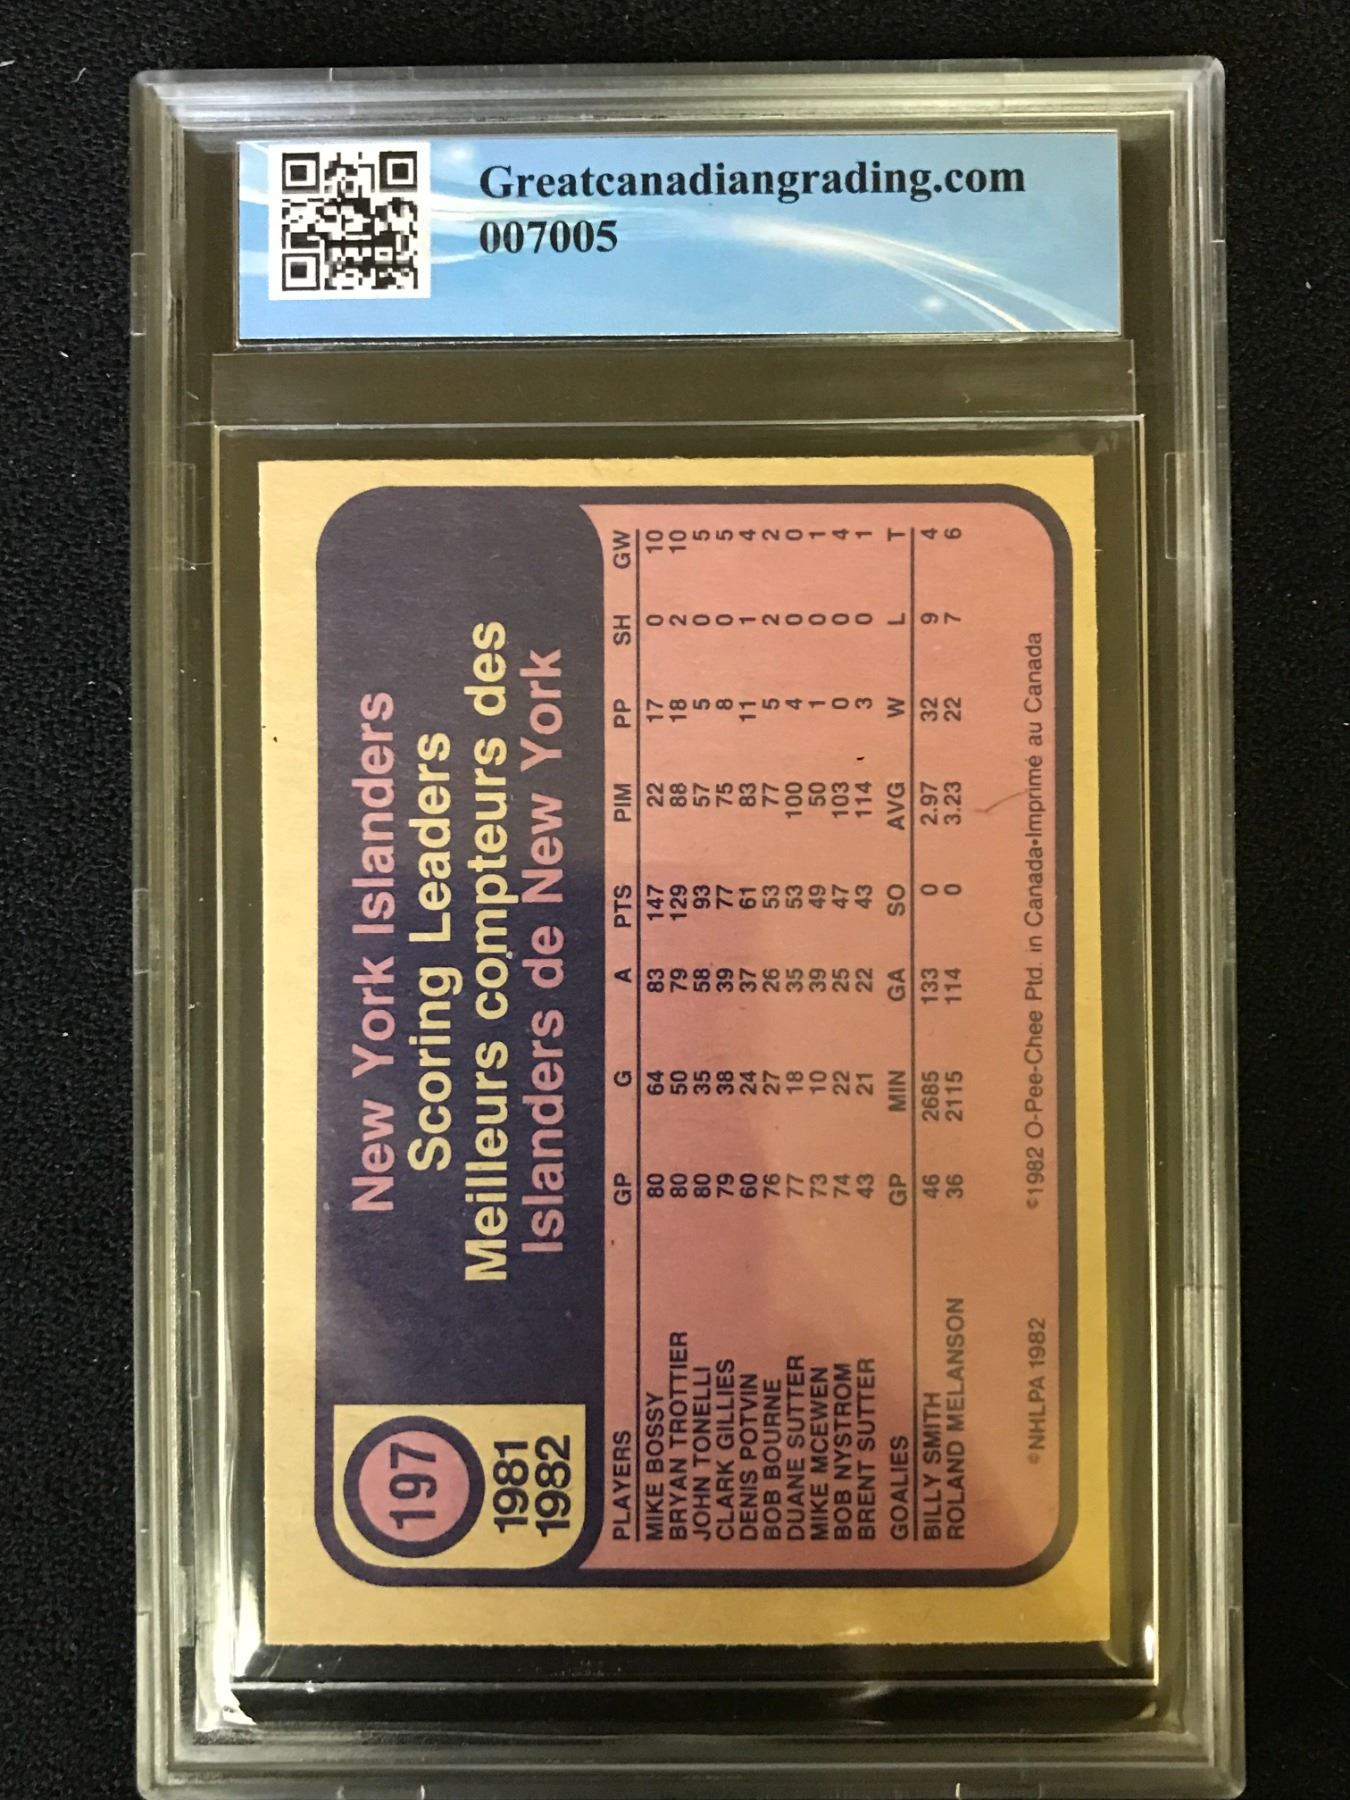 Greatcanadiangrading.com
007005
197
1981
1982
New York Islanders
Scoring Leaders
Meilleurs compteurs des
Islanders de New York
PLAYERS GP G A PTS PIM PP SH GW
MIKE BOSSY 80 64 83 147 22 17 0 10
BRYAN TROTTIER 80 50 79 129 88 18 2 10
JOHN TONELLI 80 35 58 93 57 5 0 5
CLARK GILLIES 79 38 39 77 75 8 0 5
DENIS POTVIN 60 24 37 61 83 11 1 4
BOB BOURNE 76 27 26 53 77 5 2 2
DUANE SUTTER 77 18 35 53 100 4 0 0
MIKE MCEWEN 73 10 39 49 50 1 0 1
BOB NYSTROM 74 22 25 47 103 0 0 4
BRENT SUTTER 43 21 22 43 114 3 0 1
GOALIES GP MIN GA SO AVG W L T
BILLY SMITH 46 2685 133 0 2.97 32 9 4
ROLAND MELANSON 36 2115 114 0 3.23 22 7 6
©NHLPA 1982 ©1982 O-Pee-Chee Ptd. in Canada•Imprimé au Canada